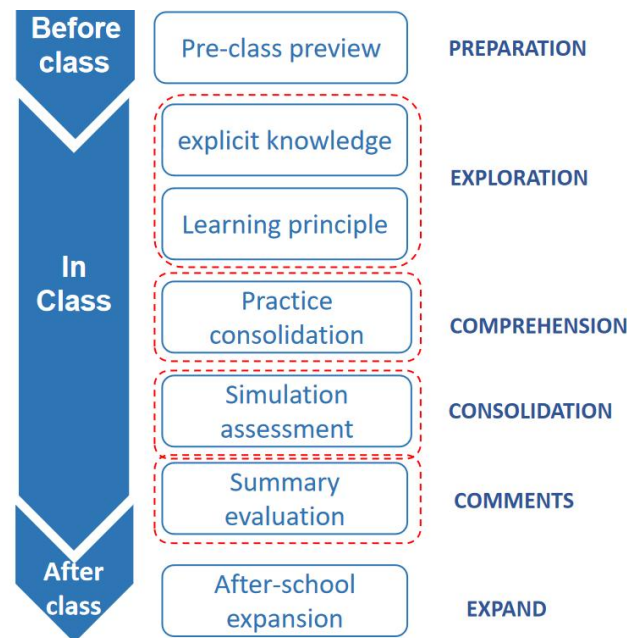 Before
class
Pre-class preview
PREPARATION
explicit knowledge
EXPLORATION
Learning principle
In
Class
Practice
consolidation
COMPREHENSION
Simulation
assessment
CONSOLIDATION
Summary
evaluation
COMMENTS
After
class
After-school
expansion
EXPAND